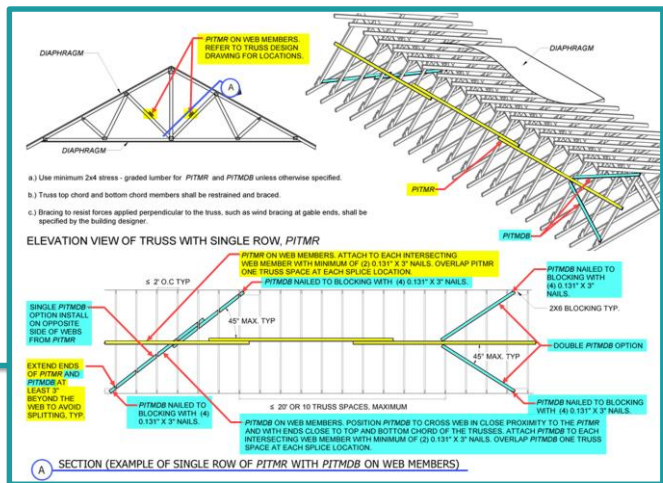 PITMR ON WEB MEMBERS.
REFER TO TRUSS DESIGN
DRAWING FOR LOCATIONS.
DIAPHRAGM
A
DIAPHRAGM
DIAPHRAGM
PITMR
PITMDB
a.) Use minimum 2x4 stress - graded lumber for PITMR and PITMDB unless otherwise specified.
b.) Truss top chord and bottom chord members shall be restrained and braced.
c.) Bracing to resist forces applied perpendicular to the truss, such as wind bracing at gable ends, shall be
specified by the building designer.
ELEVATION VIEW OF TRUSS WITH SINGLE ROW, PITMR
PITMR ON WEB MEMBERS. ATTACH TO EACH INTERSECTING
WEB MEMBER WITH MINIMUM OF (2) 0.131" X 3" NAILS. OVERLAP PITMR
ONE TRUSS SPACE AT EACH SPLICE LOCATION.
≤ 2' O.C TYP
PITMDB NAILED TO BLOCKING WITH (4) 0.131" X 3" NAILS.
PITMDB NAILED TO
BLOCKING WITH
(4) 0.131" X 3"
NAILS.
2X6 BLOCKING TYP.
SINGLE PITMDB
OPTION INSTALL
ON OPPOSITE
SIDE OF WEBS
FROM PITMR
45° MAX. TYP
DOUBLE PITMDB OPTION
45° MAX. TYP
EXTEND ENDS
OF PITMR AND
PITMDB AT
LEAST 3"
BEYOND THE
WEB TO AVOID
SPLITTING, TYP.
PITMDB NAILED TO
BLOCKING WITH (4)
0.131" X 3" NAILS.
≤ 20' OR 10 TRUSS SPACES, MAXIMUM
PITMDB NAILED TO BLOCKING
WITH (4) 0.131" X 3" NAILS.
PITMDB ON WEB MEMBERS. POSITION PITMDB TO CROSS WEB IN CLOSE PROXIMITY TO THE PITMR
AND WITH ENDS CLOSE TO TOP AND BOTTOM CHORD OF THE TRUSSES. ATTACH PITMDB TO EACH
INTERSECTING WEB MEMBER WITH MINIMUM OF (2) 0.131" X 3" NAILS. OVERLAP PITMDB ONE TRUSS
SPACE AT EACH SPLICE LOCATION.
A SECTION (EXAMPLE OF SINGLE ROW OF PITMR WITH PITMDB ON WEB MEMBERS)